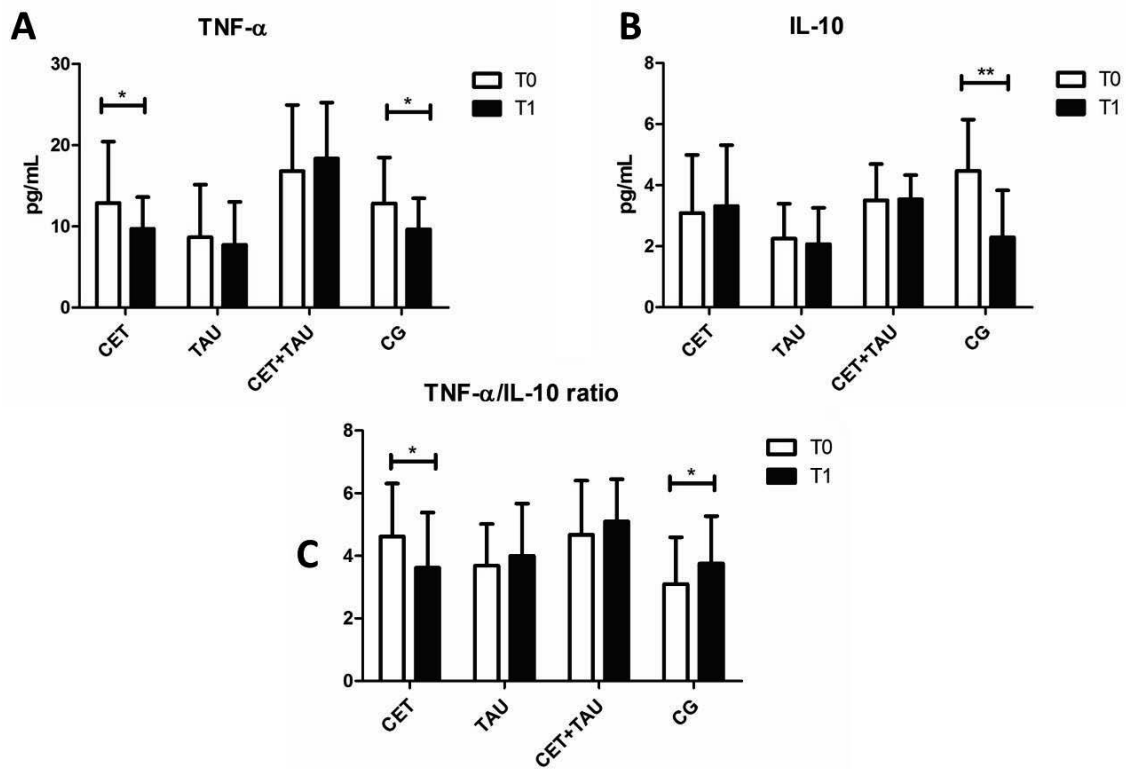 A
TNF-α
30
20
10
0
pg/mL
*
*
T0
T1
CET
TAU
CET+TAU
CG
B
IL-10
8
6
4
2
0
pg/mL
**
T0
T1
CET
TAU
CET+TAU
CG
C
TNF-α/IL-10 ratio
8
6
4
2
0
*
*
T0
T1
CET
TAU
CET+TAU
CG